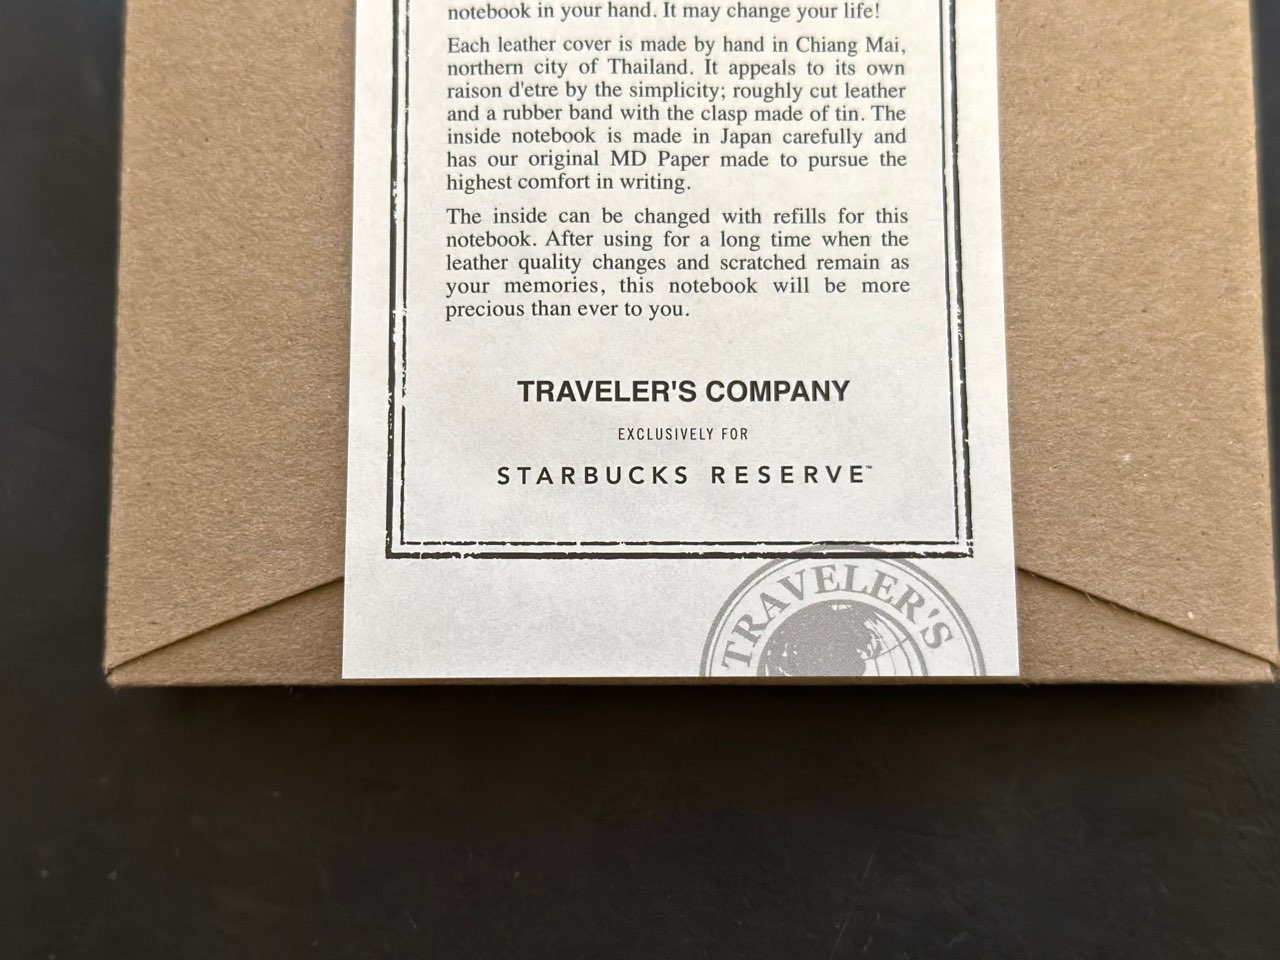 notebook in your hand. It may change your life!
Each leather cover is made by hand in Chiang Mai,
northern city of Thailand. It appeals to its own
raison d'etre by the simplicity; roughly cut leather
and a rubber band with the clasp made of tin. The
inside notebook is made in Japan carefully and
has our original MD Paper made to pursue the
highest comfort in writing.
The inside can be changed with refills for this
notebook. After using for a long time when the
leather quality changes and scratched remain as
your memories, this notebook will be more
precious than ever to you.
TRAVELER'S COMPANY
EXCLUSIVELY FOR
STARBUCKS RESERVE™
TRAVELER'S